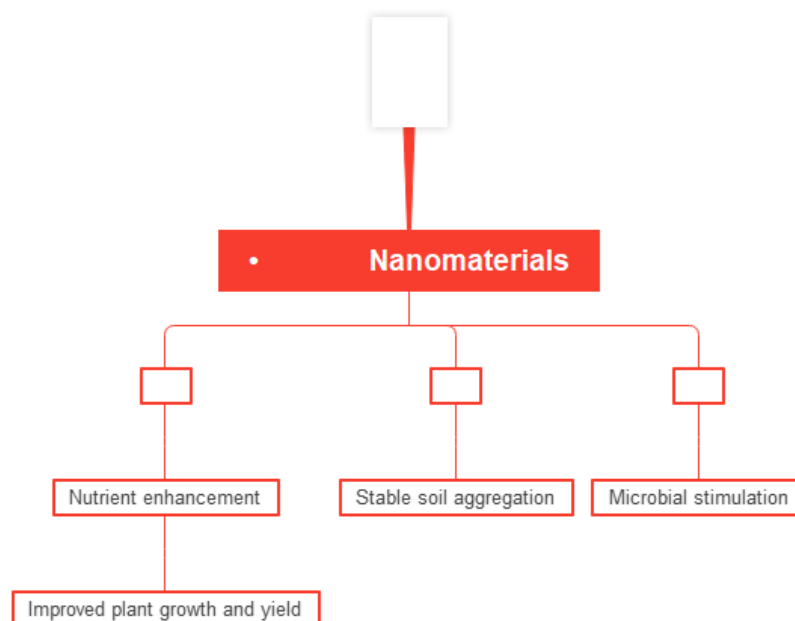 • Nanomaterials
Nutrient enhancement
Stable soil aggregation
Microbial stimulation
Improved plant growth and yield